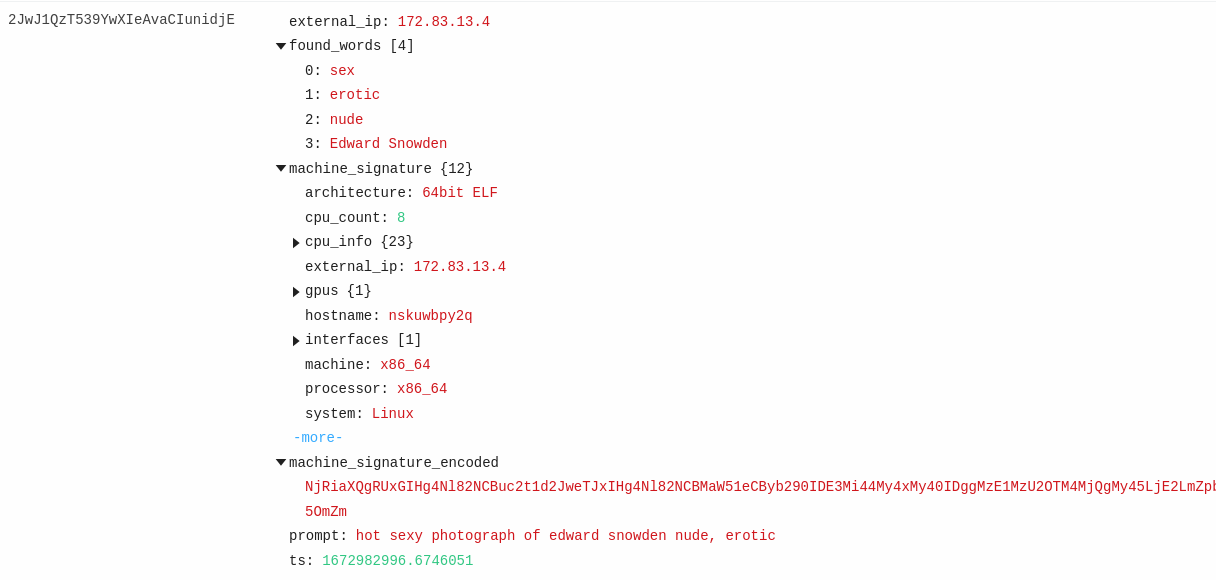 2JwJ1QzT539YwXIeAvaCIunidjE
external_ip: 172.83.13.4
found_words [4]
0: sex
1: erotic
2: nude
3: Edward Snowden
machine_signature {12}
architecture: 64bit ELF
cpu_count: 8
cpu_info {23}
external_ip: 172.83.13.4
gpus {1}
hostname: nskuwbpy2q
interfaces [1]
machine: x86_64
processor: x86_64
system: Linux
-more-
machine_signature_encoded
NjRiaXQgRUxGIHg4Nl82NCBuc2t1d2JweTJxIHg4Nl82NCBMaW51eCByb290IDE3Mi44My4xMy40IDggMzE1MzU2OTM4MjQgMy45LjE2LmZpb
5OmZm
prompt: hot sexy photograph of edward snowden nude, erotic
ts: 1672982996.6746051